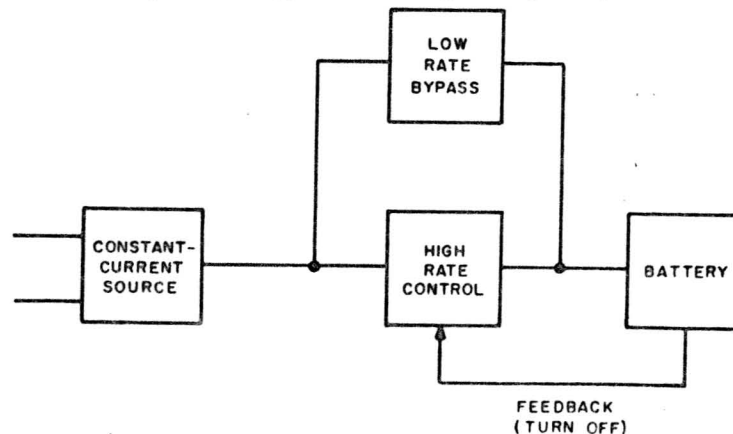 LOW
RATE
BYPASS
CONSTANT-
CURRENT
SOURCE
HIGH
RATE
CONTROL
BATTERY
FEEDBACK
(TURN OFF)